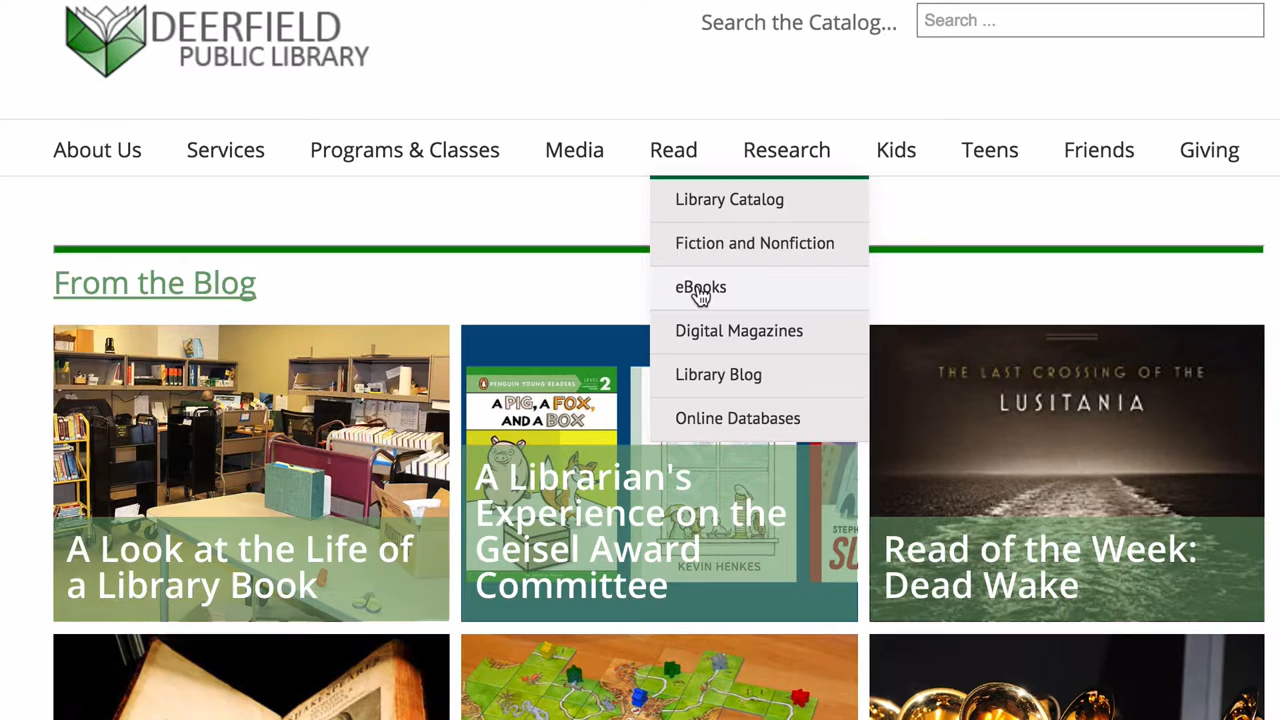 DEERFIELD
PUBLIC LIBRARY
Search the Catalog...
Search ...
About Us
Services
Programs & Classes
Media
Read
Research
Kids
Teens
Friends
Giving
Library Catalog
Fiction and Nonfiction
eBooks
Digital Magazines
Library Blog
Online Databases
From the Blog
A Look at the Life of
a Library Book
PENGUIN YOUNG READERS
LEVEL 2
A PIG, A FOX,
AND A BOX
KEVIN HENKES
A Librarian's
Experience on the
Geisel Award
Committee
THE LAST CROSSING OF THE
LUSITANIA
Read of the Week:
Dead Wake